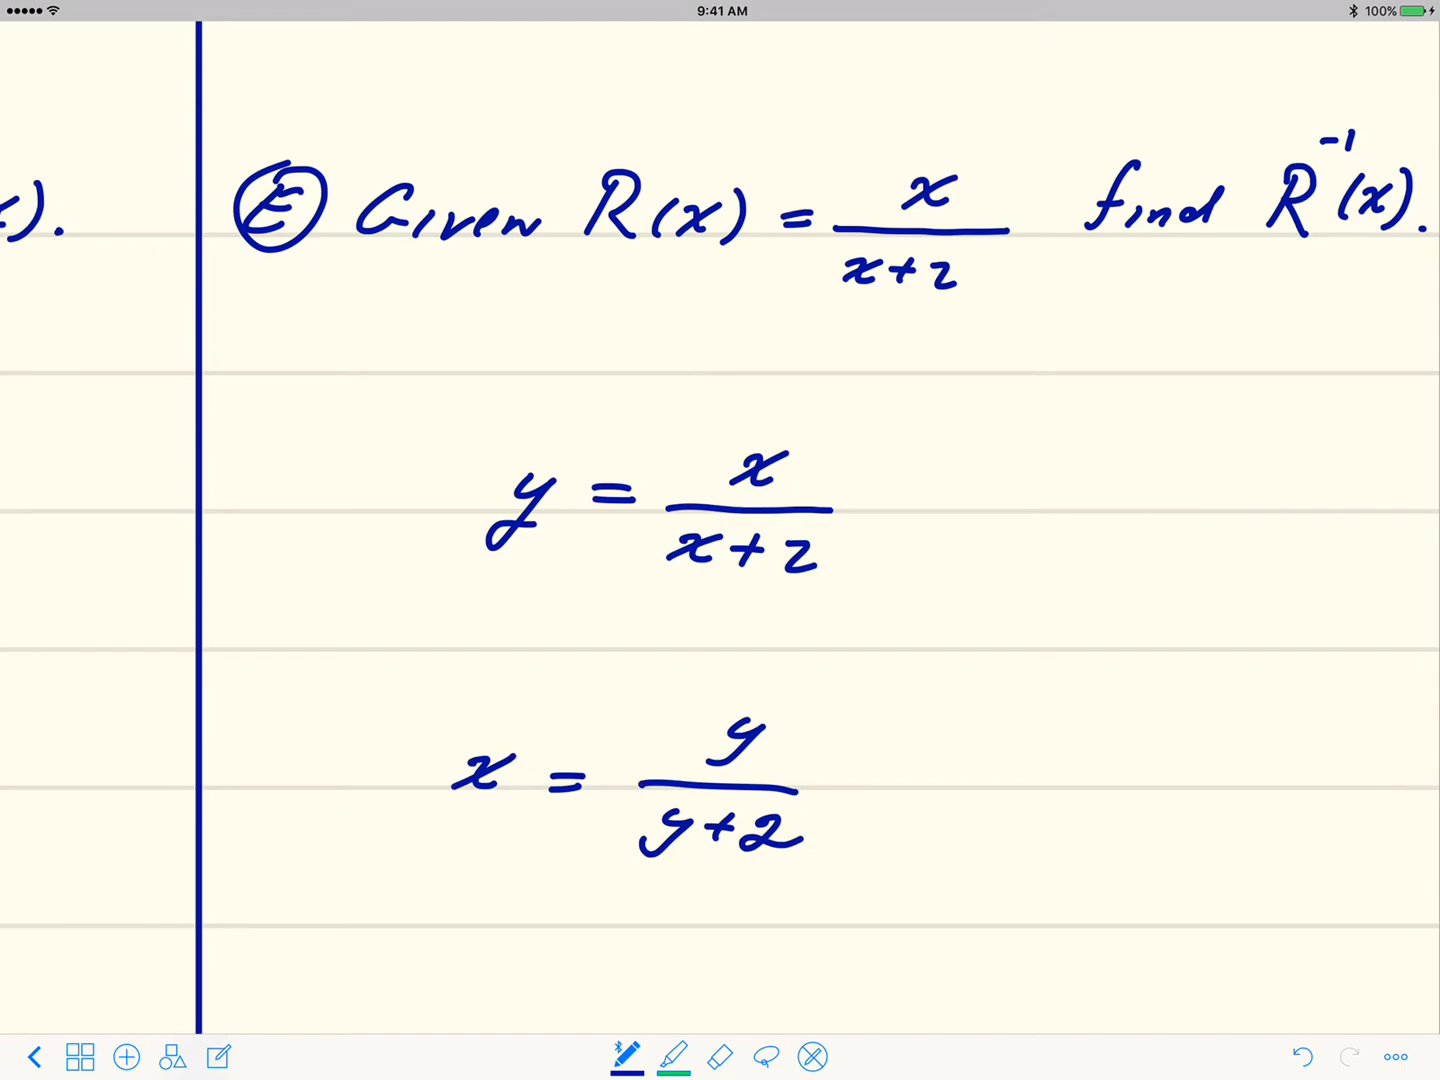 9:41 AM
100%
x).
Ⓔ Given R(x) = x/(x+2) find R⁻¹(x).
y = x/(x+2)
x = y/(y+2)